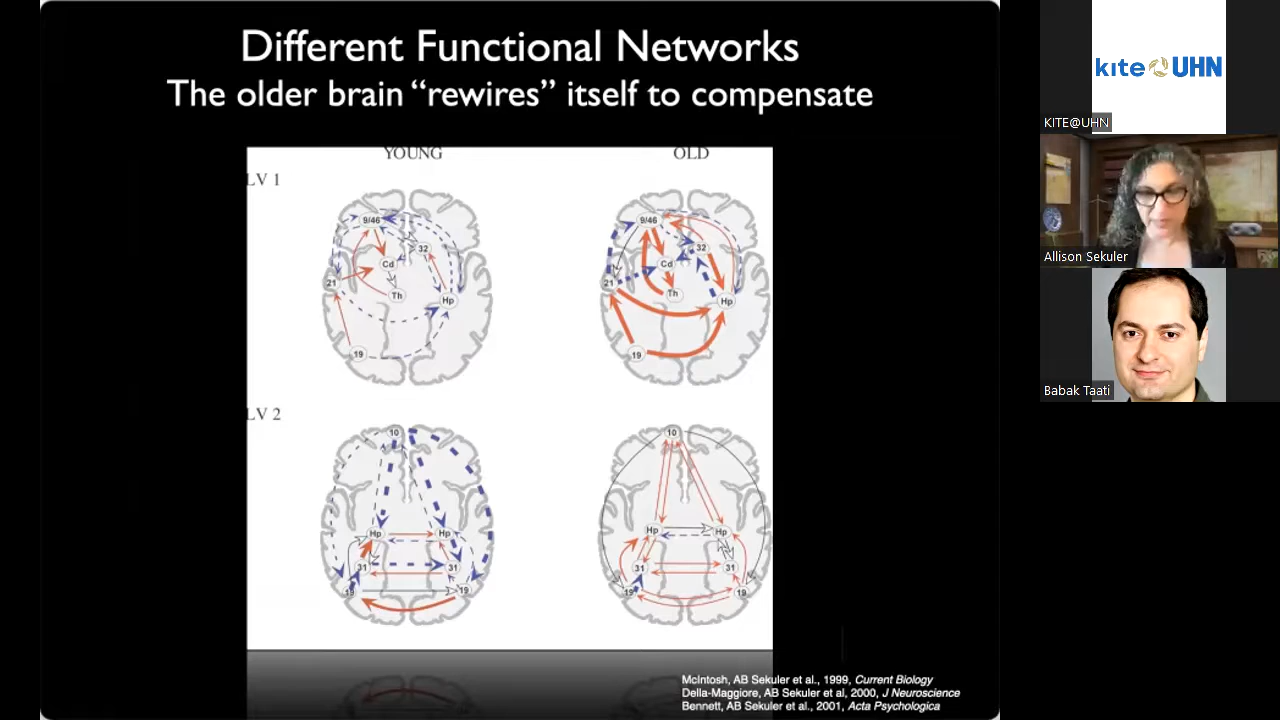 Different Functional Networks
The older brain “rewires” itself to compensate
YOUNG
OLD
LV 1
9/46
32
Cd
21
Th
Hp
19
9/46
32
Cd
21
Th
Hp
19
LV 2
10
Hp
Hp
31
31
19
19
10
Hp
Hp
31
31
19
19
McIntosh, AB Sekuler et al., 1999, Current Biology
Della-Maggiore, AB Sekuler et al, 2000, J Neuroscience
Bennett, AB Sekuler et al., 2001, Acta Psychologica
kite UHN
KITE@UHN
Allison Sekuler
Babak Taati